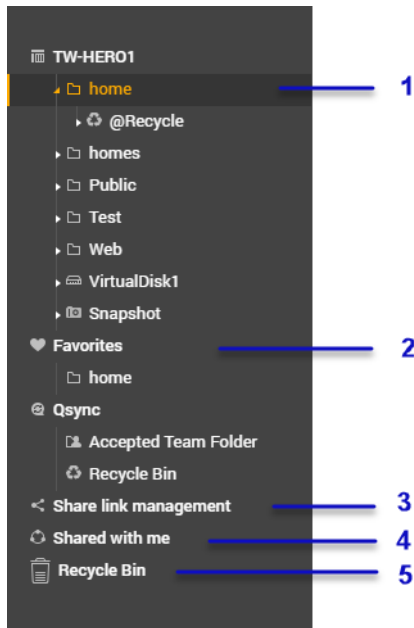 TW-HERO1
home 1
@Recycle
homes
Public
Test
Web
VirtualDisk1
Snapshot
Favorites 2
home
Qsync
Accepted Team Folder
Recycle Bin
Share link management 3
Shared with me 4
Recycle Bin 5